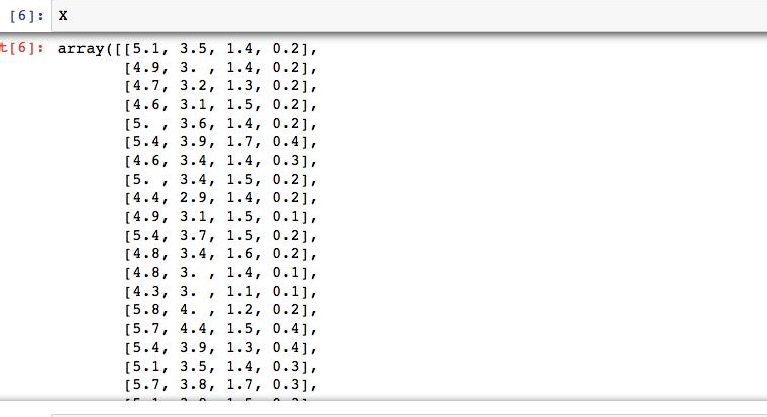 [6]: X
t[6]: array([[5.1, 3.5, 1.4, 0.2],
[4.9, 3. , 1.4, 0.2],
[4.7, 3.2, 1.3, 0.2],
[4.6, 3.1, 1.5, 0.2],
[5. , 3.6, 1.4, 0.2],
[5.4, 3.9, 1.7, 0.4],
[4.6, 3.4, 1.4, 0.3],
[5. , 3.4, 1.5, 0.2],
[4.4, 2.9, 1.4, 0.2],
[4.9, 3.1, 1.5, 0.1],
[5.4, 3.7, 1.5, 0.2],
[4.8, 3.4, 1.6, 0.2],
[4.8, 3. , 1.4, 0.1],
[4.3, 3. , 1.1, 0.1],
[5.8, 4. , 1.2, 0.2],
[5.7, 4.4, 1.5, 0.4],
[5.4, 3.9, 1.3, 0.4],
[5.1, 3.5, 1.4, 0.3],
[5.7, 3.8, 1.7, 0.3],